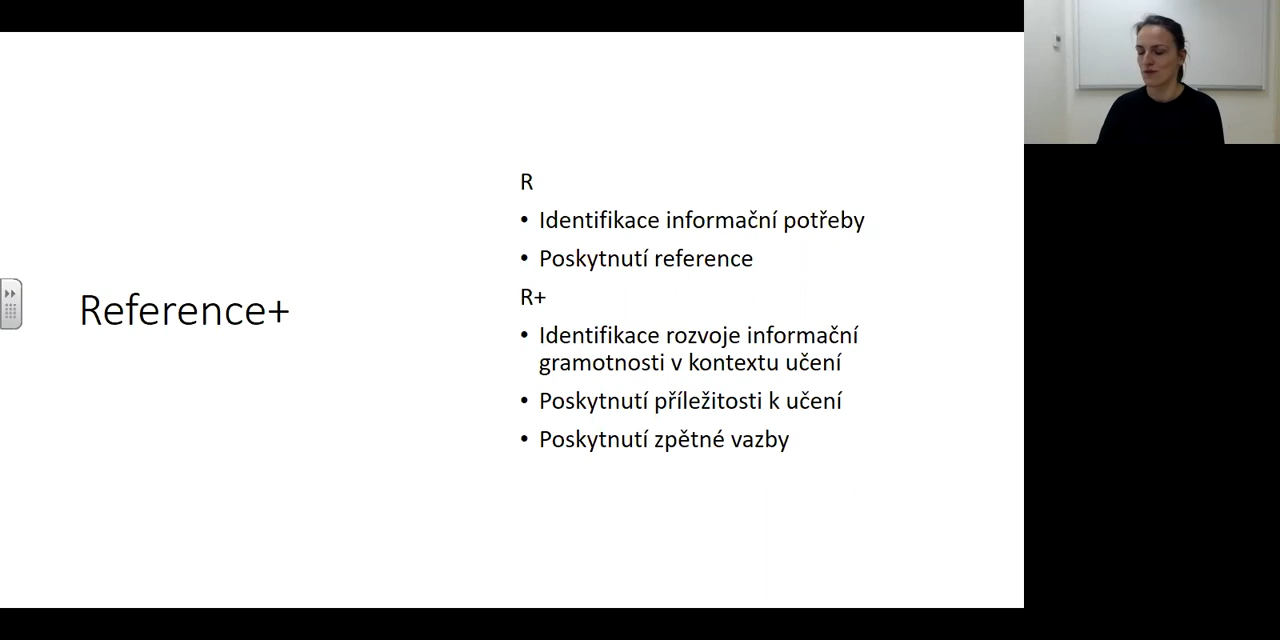 Reference+
R
• Identifikace informační potřeby
• Poskytnutí reference
R+
• Identifikace rozvoje informační
gramotnosti v kontextu učení
• Poskytnutí příležitosti k učení
• Poskytnutí zpětné vazby